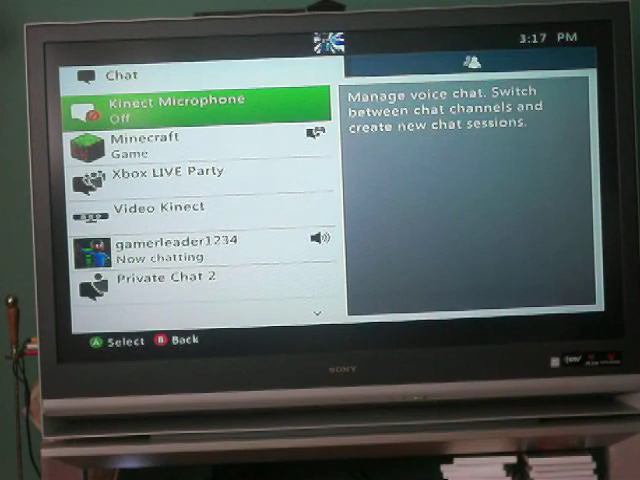 3:17 PM
Chat
Kinect Microphone
Off
Minecraft
Game
Xbox LIVE Party
Video Kinect
gamerleader1234
Now chatting
Private Chat 2
Manage voice chat. Switch
between chat channels and
create new chat sessions.
A Select B Back
SONY